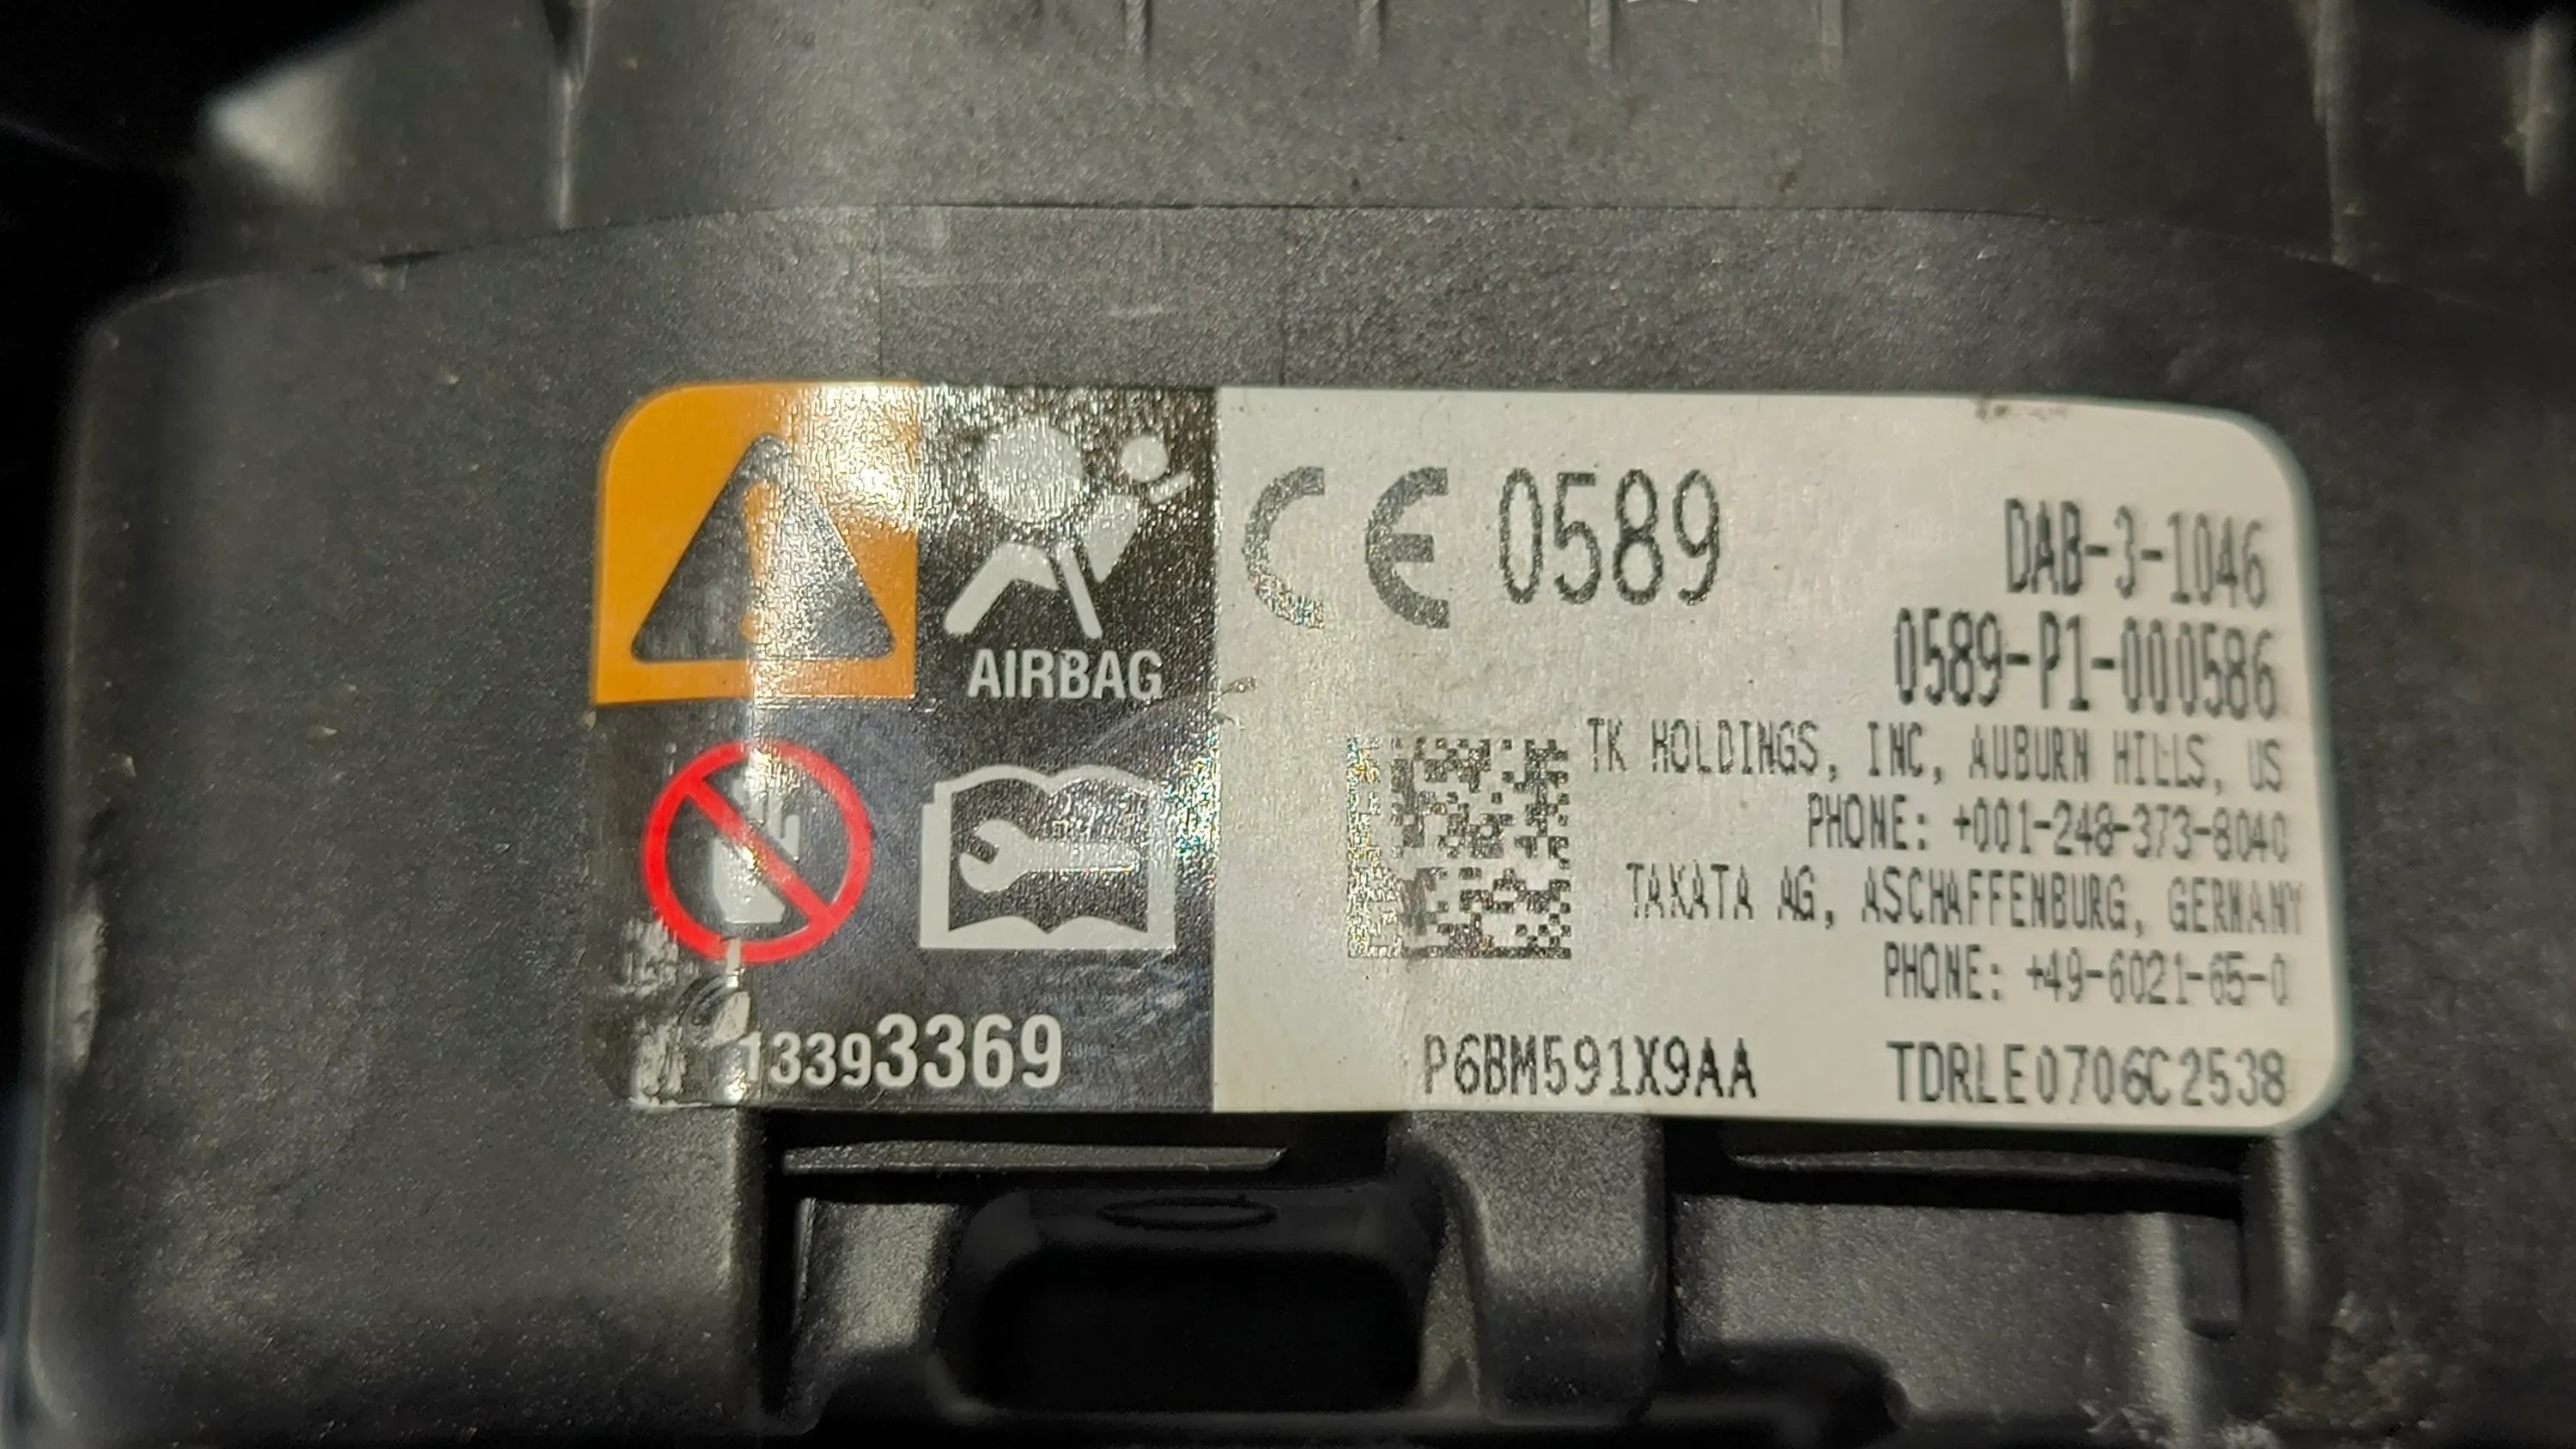 AIRBAG
13393369
CE 0589
DAB-3-1046
0589-P1-000586
TK HOLDINGS, INC, AUBURN HILLS, US
PHONE: +001-248-373-8040
TAKATA AG, ASCHAFFENBURG, GERMANY
PHONE: +49-6021-65-0
P6BM591X9AA TDRLE0706C2538